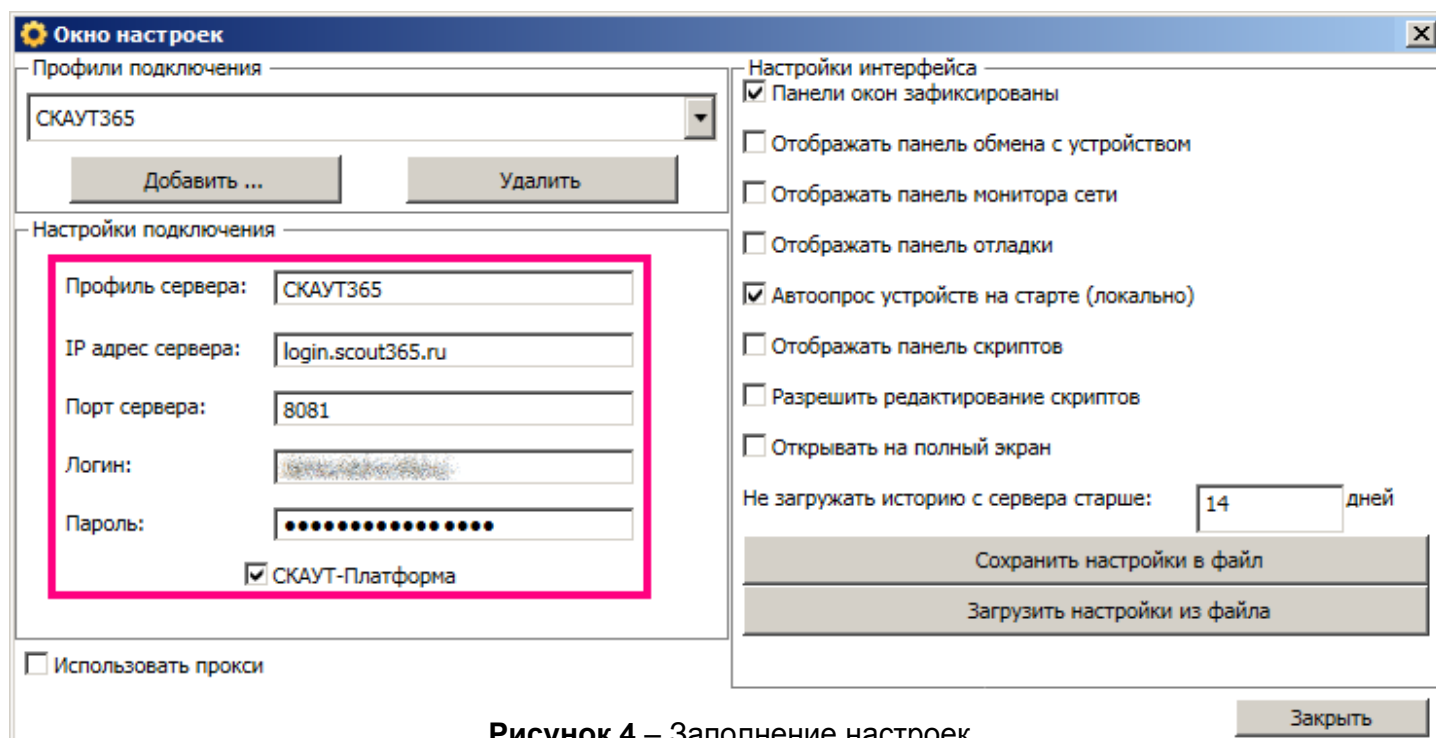 Окно настроек
Профили подключения
СКАУТ365
Добавить ...
Удалить
Настройки подключения
Профиль сервера:
СКАУТ365
IP адрес сервера:
login.scout365.ru
Порт сервера:
8081
Логин:
Пароль:
••••••••••••••••
СКАУТ-Платформа
Использовать прокси
Настройки интерфейса
Панели окон зафиксированы
Отображать панель обмена с устройством
Отображать панель монитора сети
Отображать панель отладки
Автоопрос устройств на старте (локально)
Отображать панель скриптов
Разрешить редактирование скриптов
Открывать на полный экран
Не загружать историю с сервера старше: 14 дней
Сохранить настройки в файл
Загрузить настройки из файла
Закрыть
Рисунок 4 – Заполнение настроек